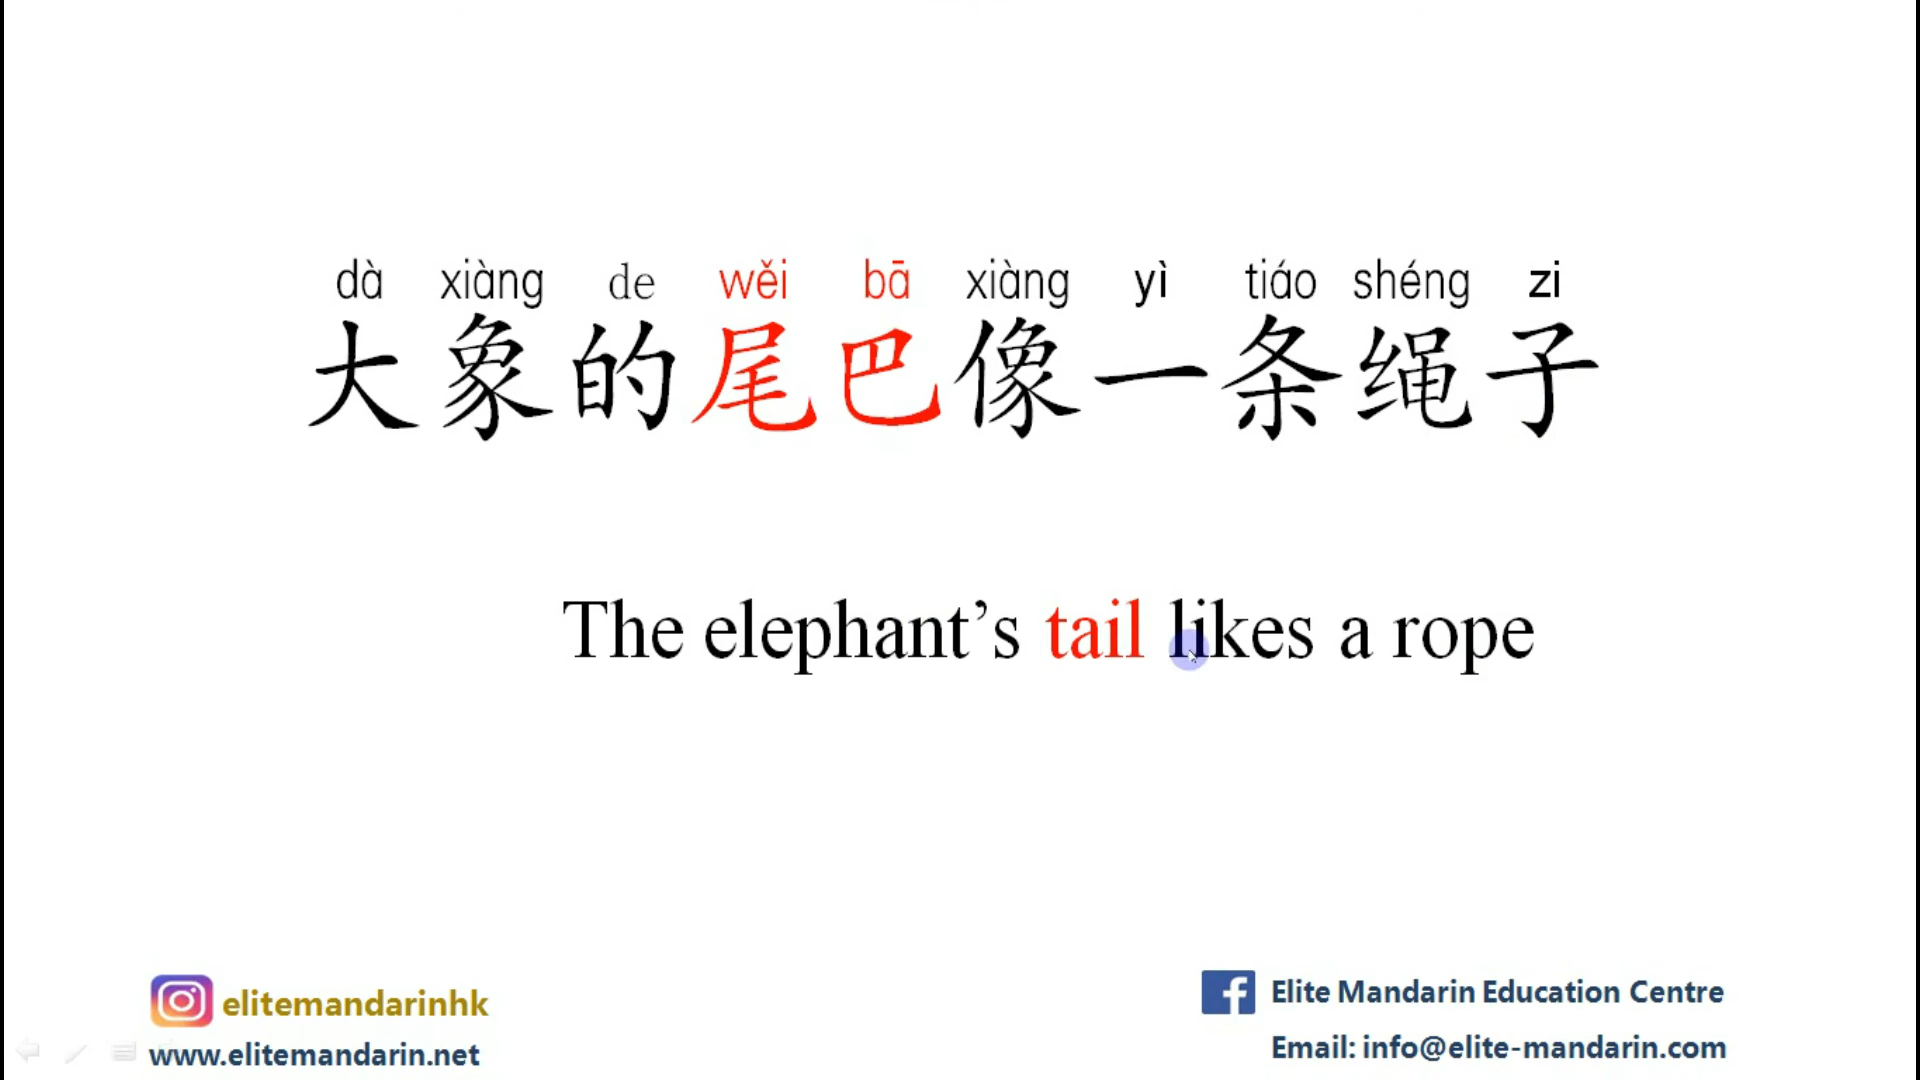 dà xiàng de wěi bā xiàng yì tiáo shéng zi
大象的尾巴像一条绳子
The elephant’s tail likes a rope
elitemandarinhk
www.elitemandarin.net
Elite Mandarin Education Centre
Email: info@elite-mandarin.com